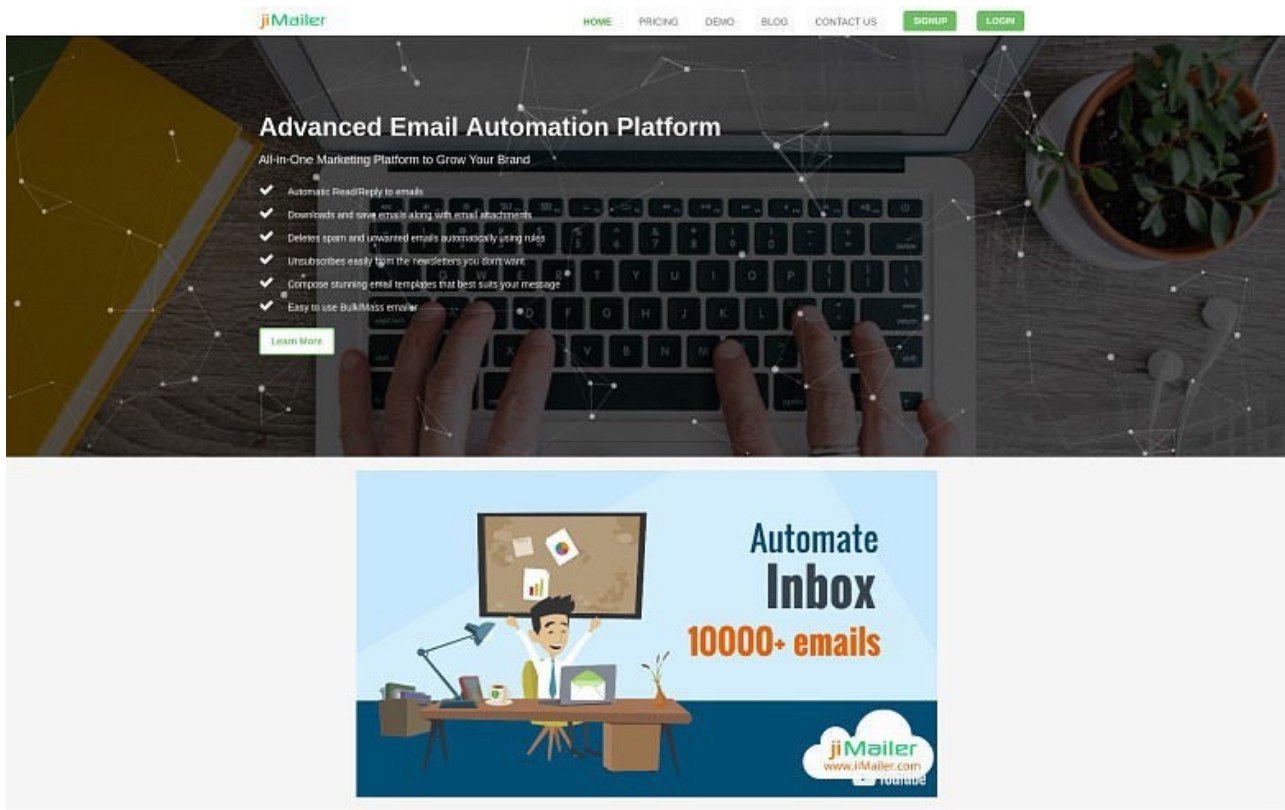 jiMailer
HOME PRICING DEMO BLOG CONTACT US SIGNUP LOGIN
Advanced Email Automation Platform
All-In-One Marketing Platform to Grow Your Brand
Automatic Read/Reply to emails
Downloads and save emails along with email attachments
Deletes spam and unwanted emails automatically using rules
Unsubscribes easily from the newsletters you don't want
Compose stunning email templates that best suits your message
Easy to use Bulk/Mass emailer
Learn More
Automate
Inbox
10000+ emails
jiMailer
www.jiMailer.com
YouTube